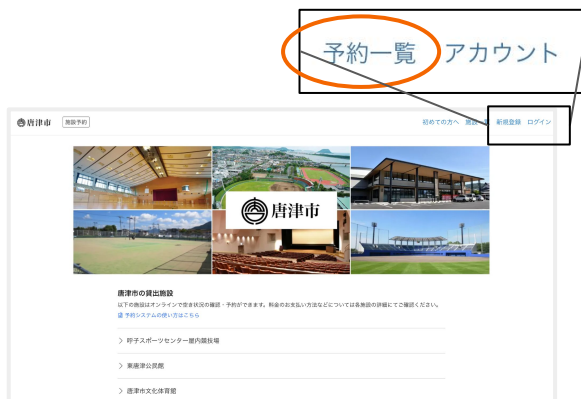 予約一覧 アカウント
唐津市 施設予約 初めての方へ 新規登録 ログイン
唐津市
唐津市の貸出施設
以下の施設はオンラインで空き状況の確認・予約ができます。料金のお支払い方法などについては各施設の詳細にてご確認ください。
予約システムの使い方はこちら
呼子スポーツセンター屋内競技場
東唐津公民館
唐津市文化体育館